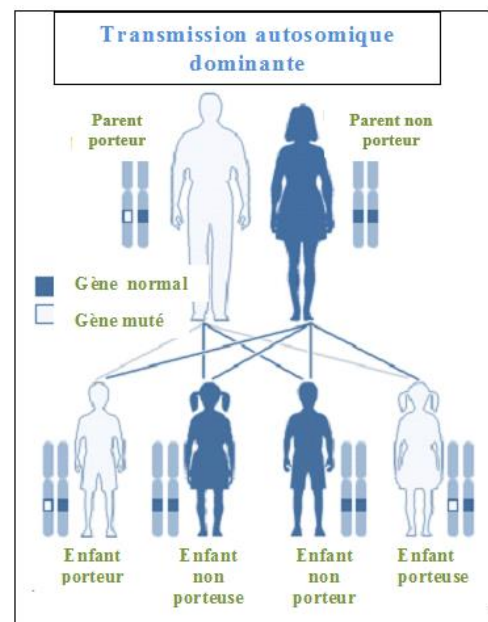 Transmission autosomique
dominante
Parent
porteur
Parent non
porteur
Gène normal
Gène muté
Enfant
porteur
Enfant
non
porteuse
Enfant
non
porteur
Enfant
porteuse